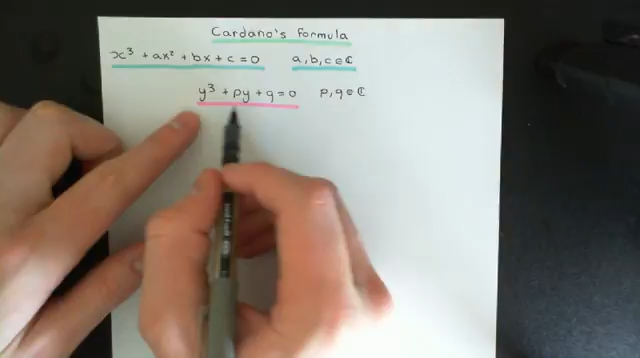 Cardano's Formula
x³ + ax² + bx + c = 0 a, b, c ∈ ℂ
y³ + py + q = 0 p, q ∈ ℂ